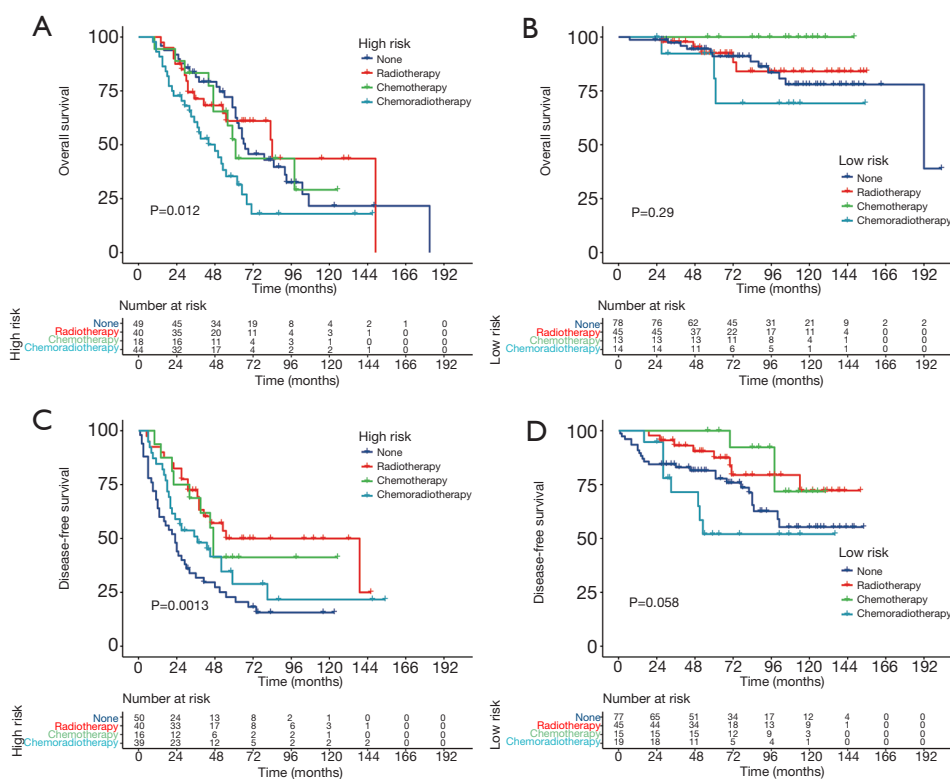 A
100
75
50
25
0
Overall survival
High risk
None
Radiotherapy
Chemotherapy
Chemoradiotherapy
P=0.012
0 24 48 72 96 120 144 166 192
Time (months)
Number at risk
High risk
None 49 45 34 19 8 4 2 1 0
Radiotherapy 40 35 20 11 4 3 1 0 0
Chemotherapy 18 16 11 4 3 1 0 0 0
Chemoradiotherapy 44 32 17 4 2 2 1 0 0
0 24 48 72 96 120 144 166 192
Time (months)
B
100
75
50
25
0
Overall survival
Low risk
None
Radiotherapy
Chemotherapy
Chemoradiotherapy
P=0.29
0 24 48 72 96 120 144 166 192
Time (months)
Number at risk
Low risk
None 78 76 62 45 31 21 9 2 2
Radiotherapy 45 45 37 22 17 11 4 0 0
Chemotherapy 13 13 13 11 8 4 1 0 0
Chemoradiotherapy 14 14 11 6 5 1 1 0 0
0 24 48 72 96 120 144 166 192
Time (months)
C
100
75
50
25
0
Disease-free survival
High risk
None
Radiotherapy
Chemotherapy
Chemoradiotherapy
P=0.0013
0 24 48 72 96 120 144 166 192
Time (months)
Number at risk
High risk
None 50 24 13 8 2 1 0 0 0
Radiotherapy 40 33 17 8 6 3 1 0 0
Chemotherapy 16 12 6 2 2 1 0 0 0
Chemoradiotherapy 39 23 12 5 2 2 2 0 0
0 24 48 72 96 120 144 166 192
Time (months)
D
100
75
50
25
0
Disease-free survival
Low risk
None
Radiotherapy
Chemotherapy
Chemoradiotherapy
P=0.058
0 24 48 72 96 120 144 166 192
Time (months)
Number at risk
Low risk
None 77 65 51 34 17 12 4 0 0
Radiotherapy 45 44 34 18 13 9 1 0 0
Chemotherapy 15 15 15 12 9 3 0 0 0
Chemoradiotherapy 19 18 11 5 4 1 0 0 0
0 24 48 72 96 120 144 166 192
Time (months)